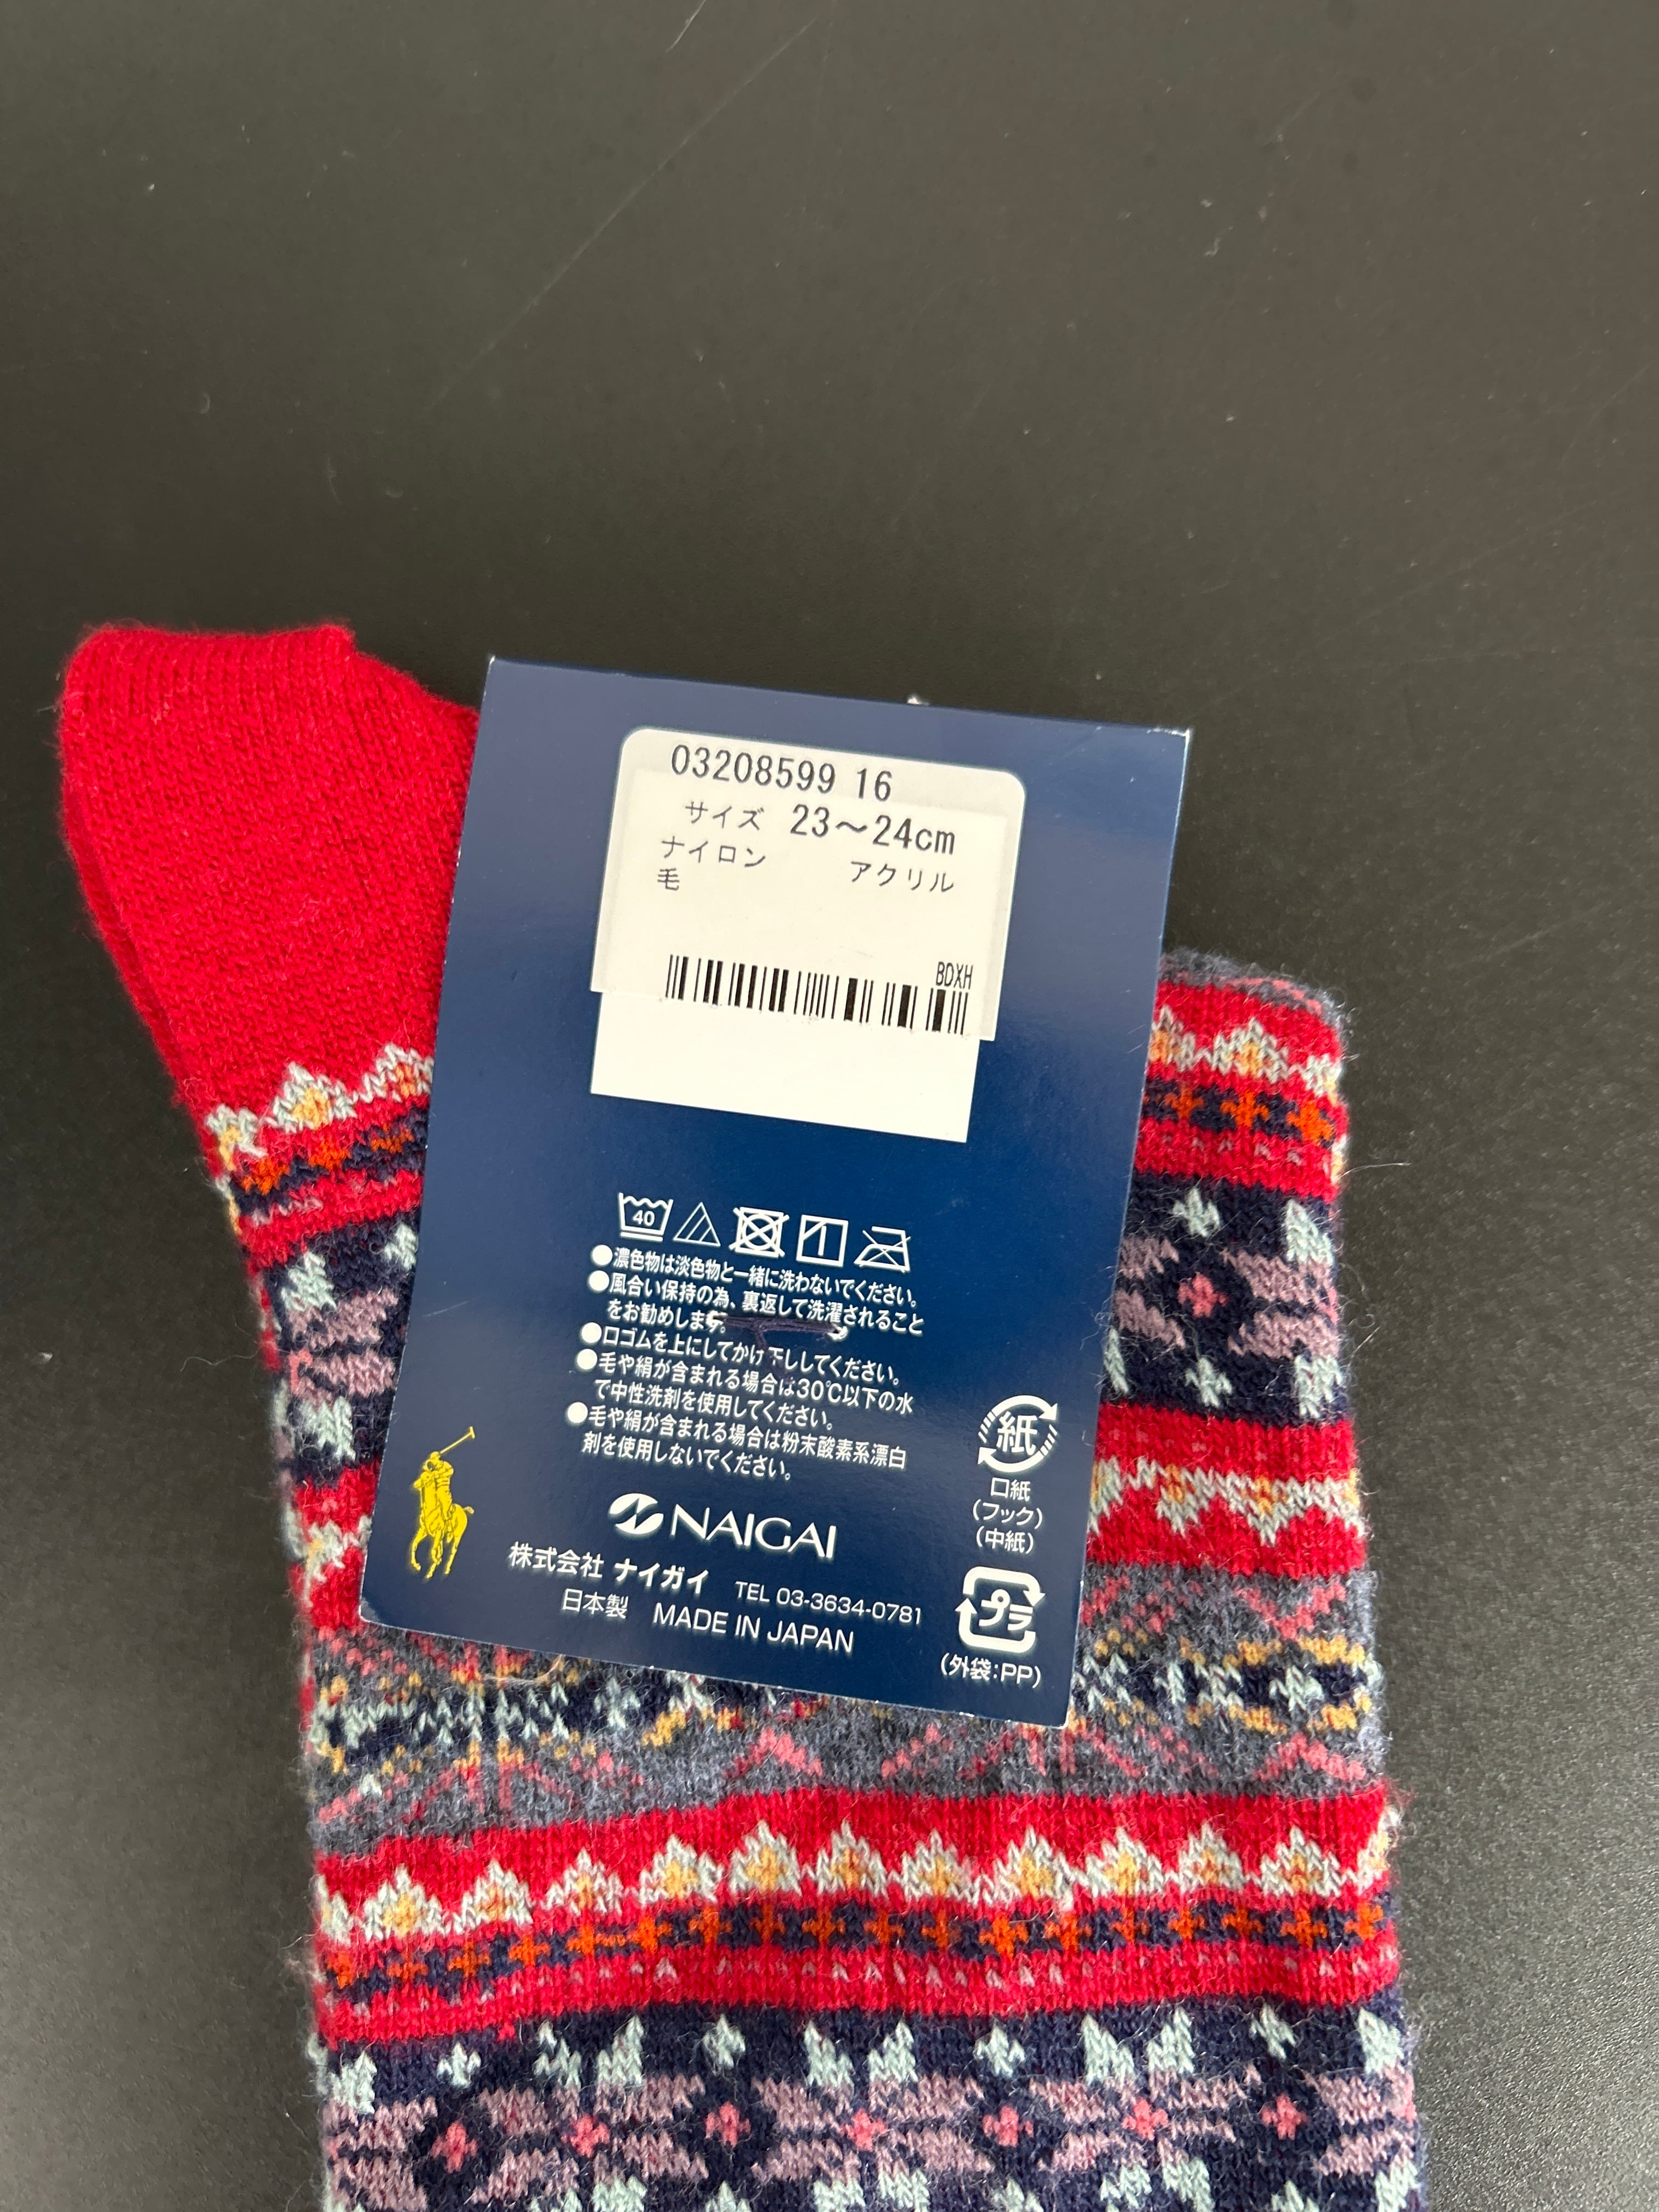 03208599 16
サイズ 23～24cm
ナイロン アクリル
毛
BDXH
40
●濃色物は淡色物と一緒に洗わないでください。
●風合い保持の為、裏返して洗濯されること
をお勧めします。
●口ゴムを上にしてかけ下ししてください。
●毛や絹が含まれる場合は30℃以下の水
で中性洗剤を使用してください。
●毛や絹が含まれる場合は粉末酸素系漂白
剤を使用しないでください。
NAIGAI
株式会社 ナイガイ TEL 03-3634-0781
日本製 MADE IN JAPAN
紙
口紙
(フック)
(中紙)
プラ
(外袋:PP)